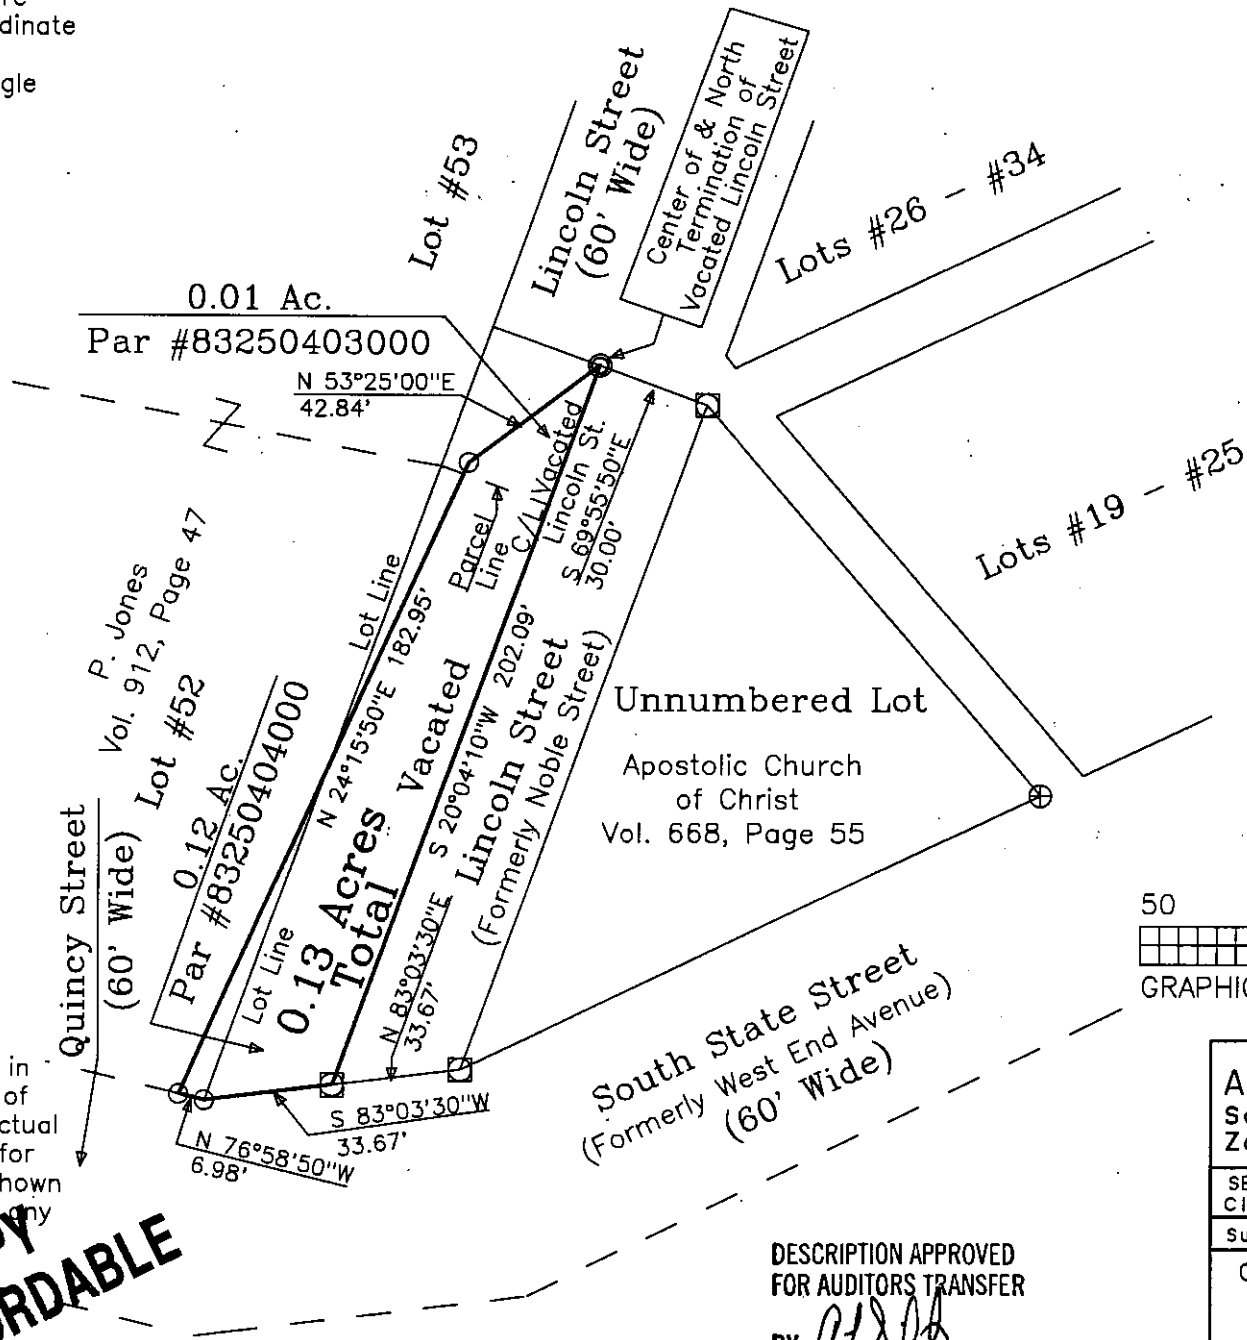 dinate
gle
Lot #53
Lincoln Street
(60' Wide)
Center of & North
Termination of
Vacated Lincoln Street
Lots #26 - #34
0.01 Ac.
Par #83250403000
N 53°25'00"E
42.84'
Lots #19 - #25
C/L Vacated
Lincoln St.
S 69°55'50"E
30.00'
Parcel
Line
Lot Line
P. Jones
Vol. 912, Page 47
Lot #52
0.12 Ac.
Par #83250404000
N 24°15'50"E 182.95'
Vacated
Lincoln Street
(Formerly Noble Street)
S 20°04'10"W 202.09'
Unnumbered Lot
Apostolic Church
of Christ
Vol. 668, Page 55
Quincy Street
(60' Wide)
Lot Line
0.13 Acres
Total
N 83°03'30"E
33.67'
50
GRAPHIC
South State Street
(Formerly West End Avenue)
(60' Wide)
S 83°03'30"W
33.67'
N 76°58'50"W
6.98'
in
of
ctual
for
hown
any
PY
RDABLE
DESCRIPTION APPROVED
FOR AUDITORS TRANSFER
BY
A
Z
SE
CI
Su